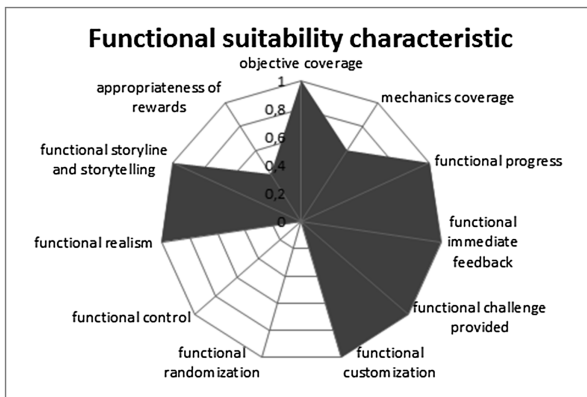 Functional suitability characteristic
objective coverage
mechanics coverage
functional progress
functional
immediate
feedback
functional challenge
provided
functional
customization
functional
randomization
functional control
functional realism
functional storyline
and storytelling
appropriateness of
rewards
1
0,8
0,6
0,4
0,2
0